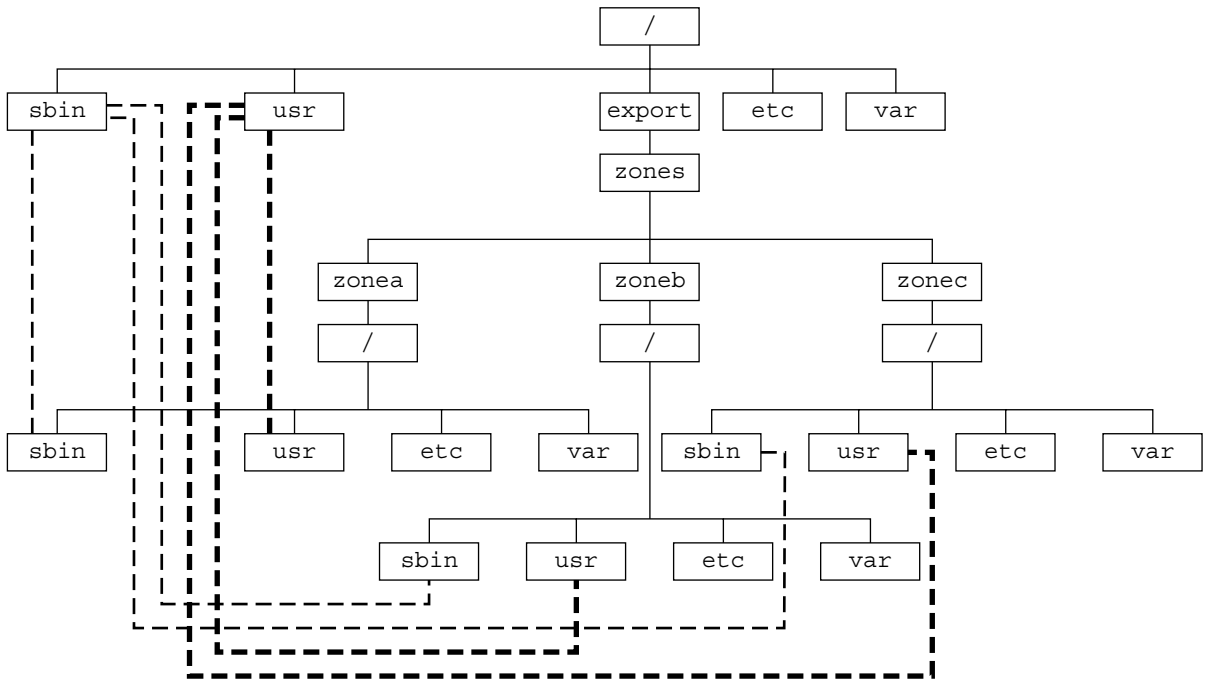 /
sbin usr export etc var
zones
zonea zoneb zonec
/ / /
sbin usr etc var sbin usr etc var
sbin usr etc var